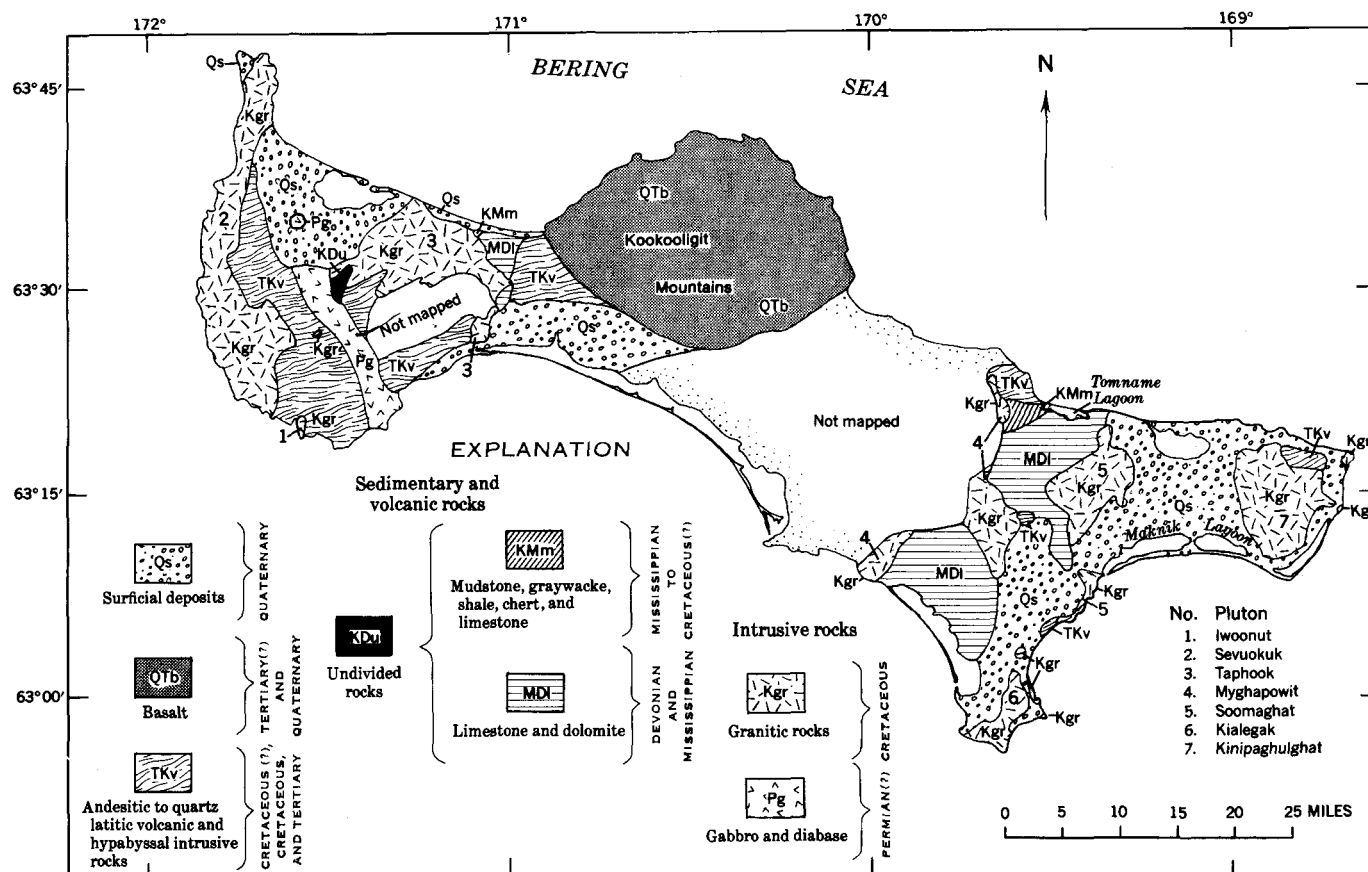 172°
171°
170°
169°
BERING SEA
N
63°45′
63°30′
63°15′
63°00′
Qs
Kgr
Qs
Pg
KDu
2
Kgr
3
Qs
KMm
MDl
TKv
TKv
Not mapped
Kgr
4
Kgr
Pg
TKv
3
Kgr
1
Qs
QTb
Kookooligit
Mountains
QTb
Not mapped
TKv
Kgr
KMm
Tomname
Lagoon
4
MDl
Kgr
5
Kgr
TKv
4
Kgr
MDl
Qs
Qs
Maknik Lagoon
TKv
Kgr
Kgr
7
Kgr
Kgr
5
TKv
Kgr
6
Kgr
Kgr
EXPLANATION
Sedimentary and
volcanic rocks
Qs
Surficial deposits
QUATERNARY
QTb
Basalt
TERTIARY(?)
AND
QUATERNARY
TKv
Andesitic to quartz
latitic volcanic and
hypabyssal intrusive
rocks
CRETACEOUS (?),
CRETACEOUS,
AND TERTIARY
KDu
Undivided
rocks
KMm
Mudstone, graywacke,
shale, chert, and
limestone
MISSISSIPPIAN
TO
CRETACEOUS(?)
MDl
Limestone and dolomite
DEVONIAN
AND
MISSISSIPPIAN
Intrusive rocks
Kgr
Granitic rocks
CRETACEOUS
Pg
Gabbro and diabase
PERMIAN(?)
No. Pluton
1. Iwoonut
2. Sevuokuk
3. Taphook
4. Myghapowit
5. Soomaghat
6. Kialegak
7. Kinipaghulghat
0 5 10 15 20 25 MILES